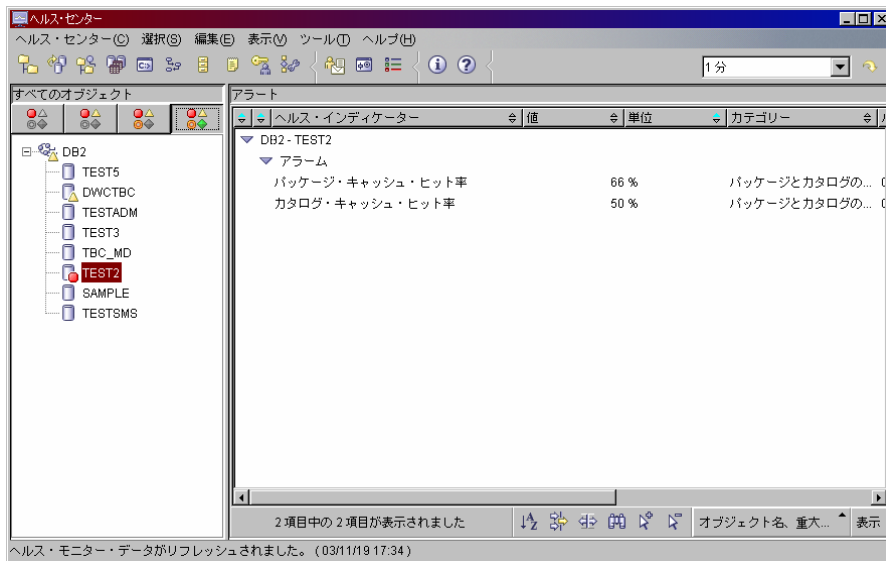 ヘルス・センター
ヘルス・センター(C) 選択(S) 編集(E) 表示(V) ツール(T) ヘルプ(H)
1 分
すべてのオブジェクト
アラート
ヘルス・インディケーター 値 単位 カテゴリー
DB2
TEST5
DWCTBC
TESTADM
TEST3
TBC_MD
TEST2
SAMPLE
TESTSMS
DB2 - TEST2
アラーム
パッケージ・キャッシュ・ヒット率 66 % パッケージとカタログの...
カタログ・キャッシュ・ヒット率 50 % パッケージとカタログの...
2 項目中の 2 項目が表示されました
オブジェクト名、重大...
表示
ヘルス・モニター・データがリフレッシュされました。 (03/11/19 17:34)